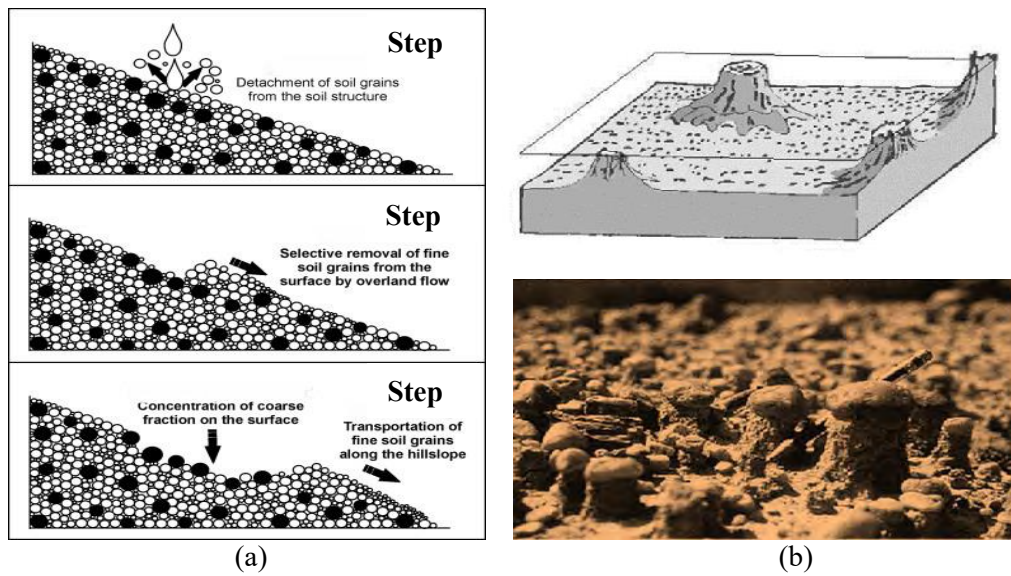 Step
Detachment of soil grains
from the soil structure
Step
Selective removal of fine
soil grains from the
surface by overland flow
Step
Concentration of coarse
fraction on the surface
Transportation of
fine soil grains
along the hillslope
(a)
(b)